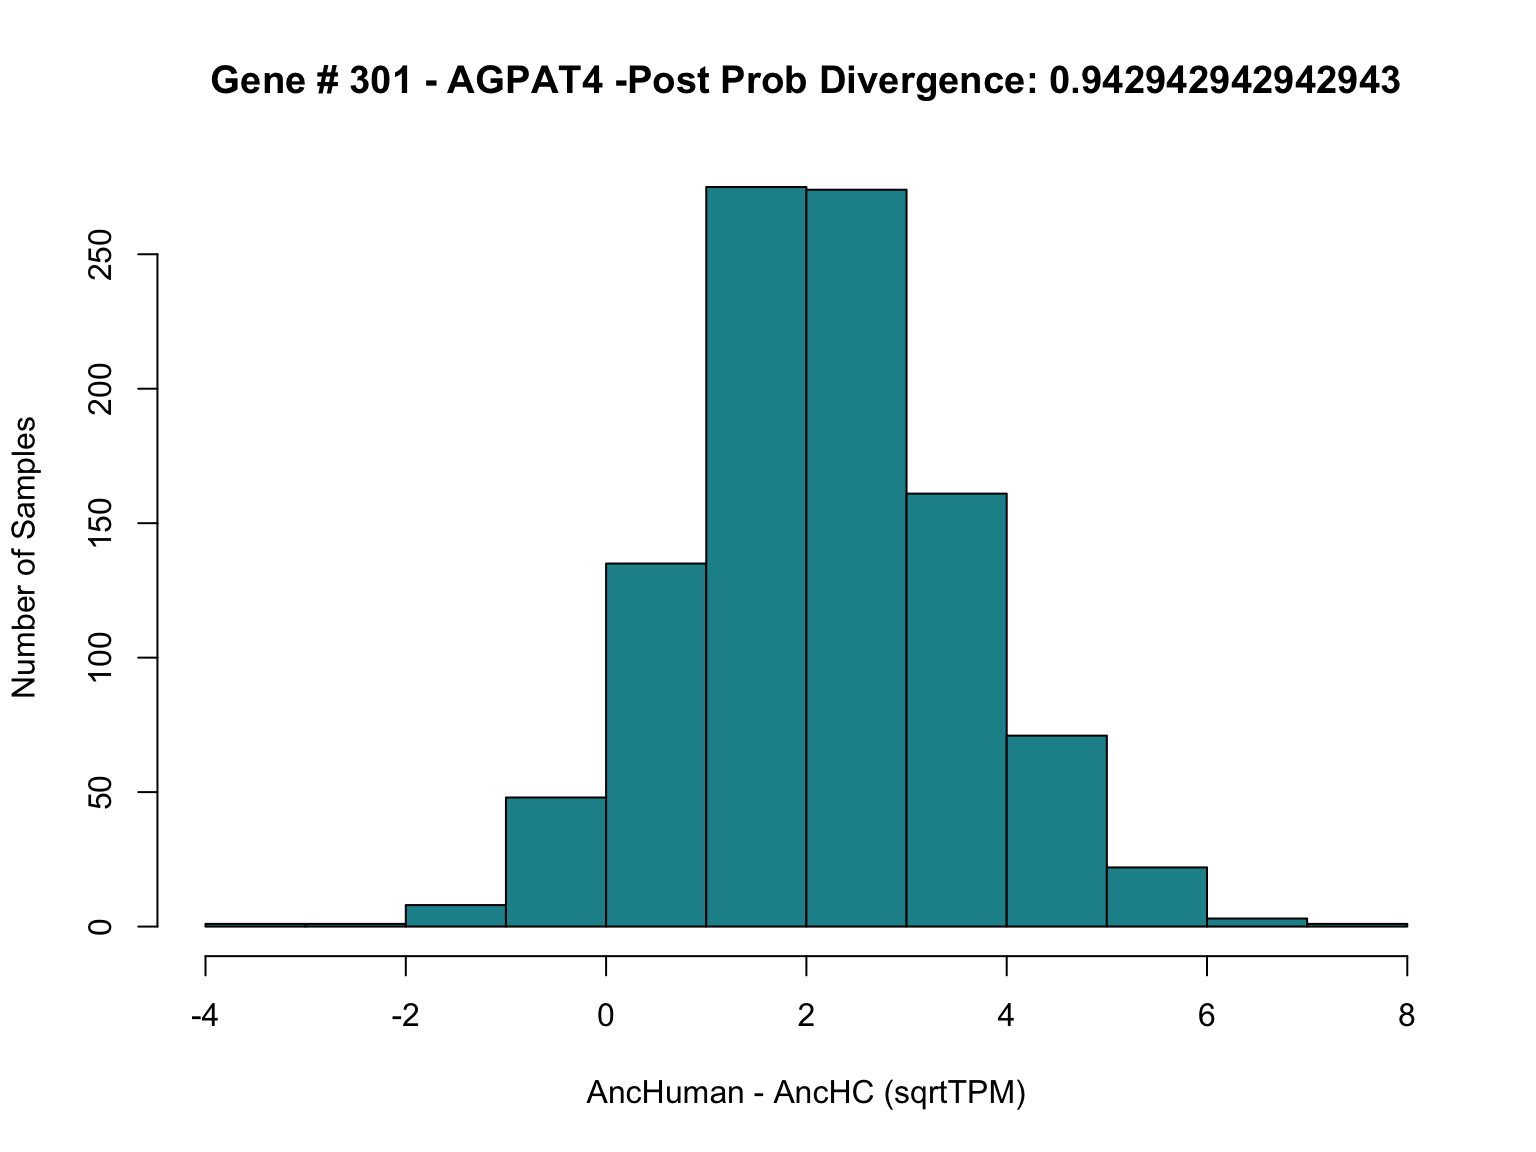 Gene # 301 - AGPAT4 -Post Prob Divergence: 0.942942942942943
250
200
150
100
50
0
Number of Samples
-4 -2 0 2 4 6 8
AncHuman - AncHC (sqrtTPM)